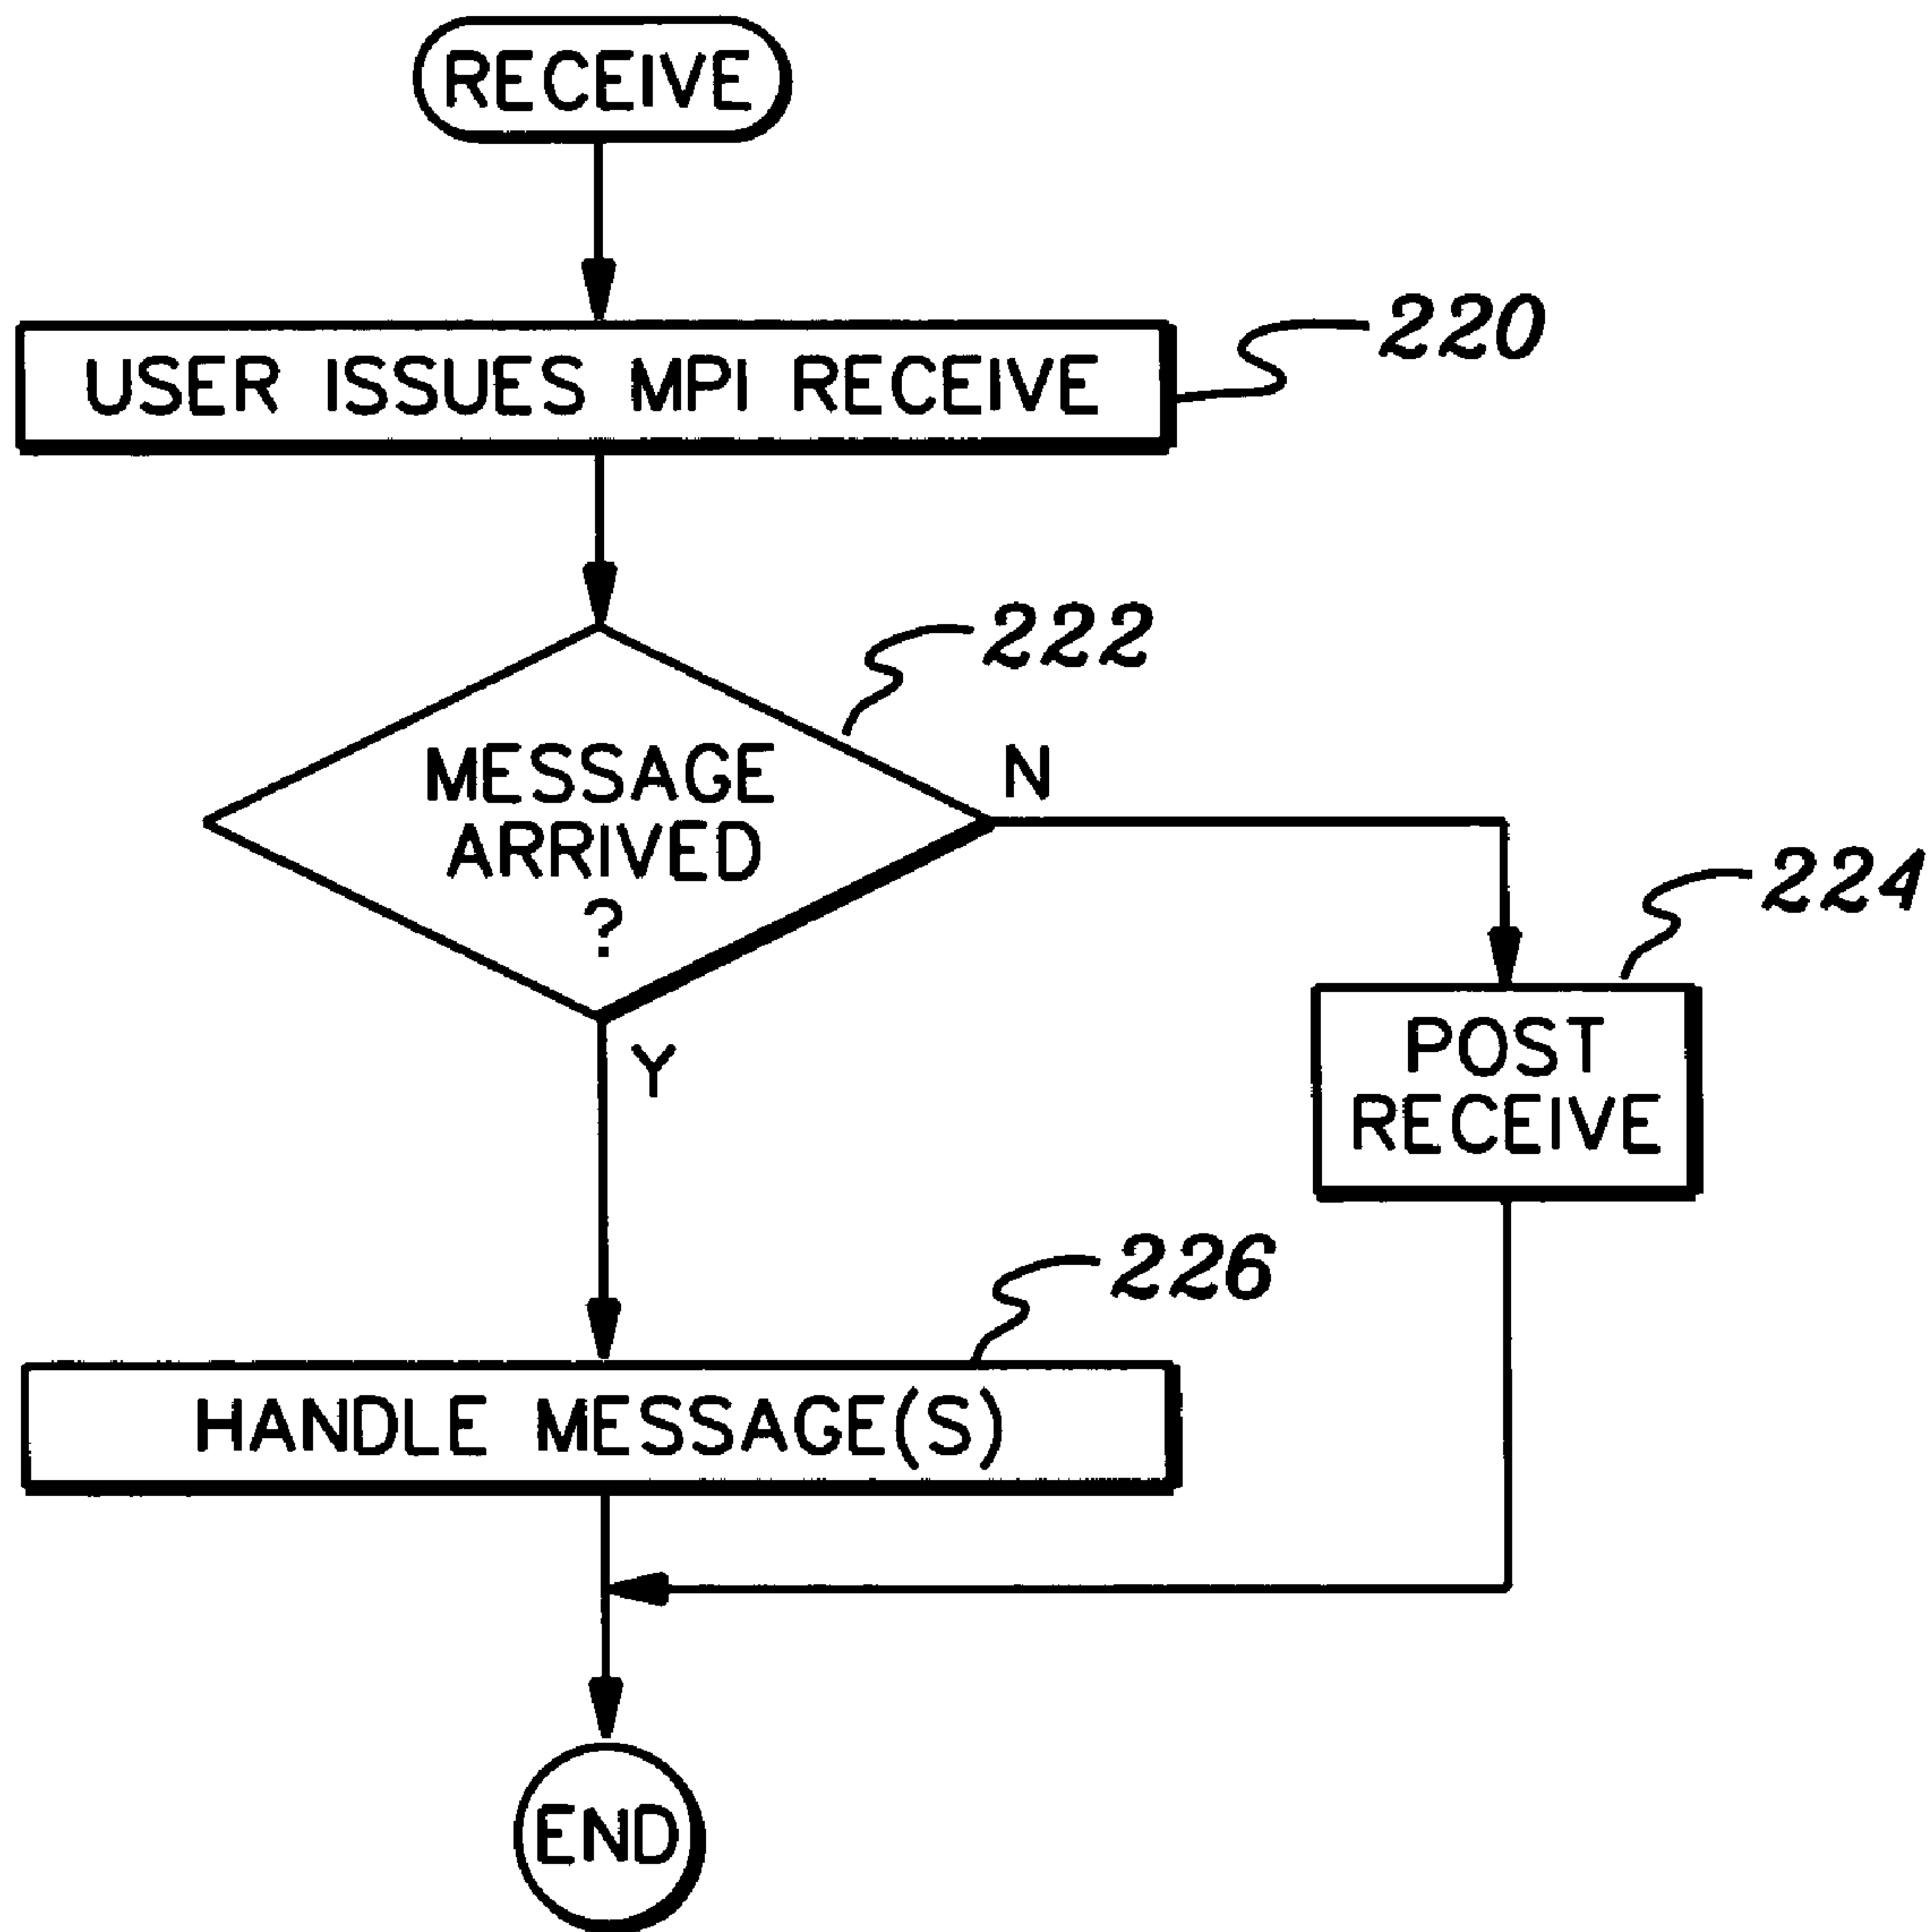 RECEIVE
USER ISSUES MPI RECEIVE
220
222
MESSAGE
ARRIVED
?
N
Y
224
POST
RECEIVE
226
HANDLE MESSAGE(S)
END